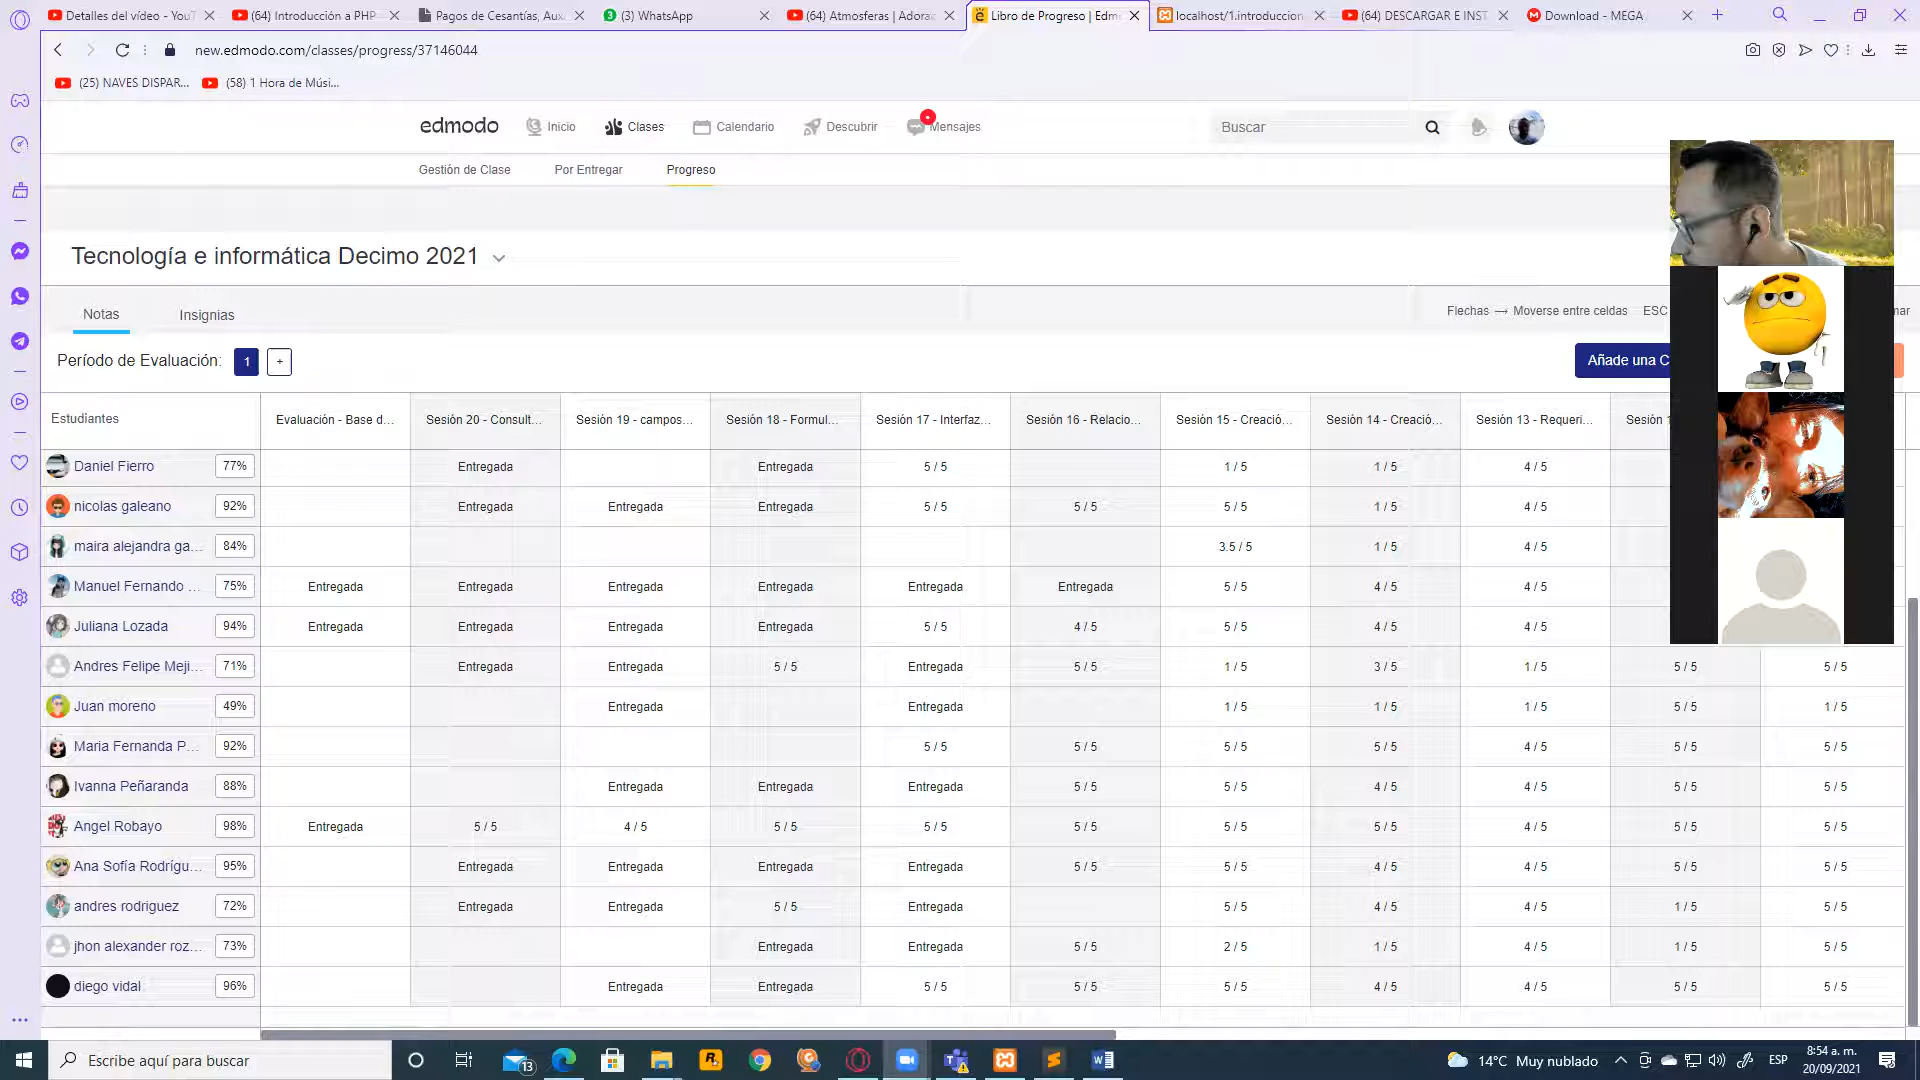 Detalles del vídeo - YouT
(64) Introducción a PHP
Pagos de Cesantías, Aux
(3) WhatsApp
(64) Atmosferas | Adorac
Libro de Progreso | Edm
localhost/1.introduccion
(64) DESCARGAR E INST
Download - MEGA
new.edmodo.com/classes/progress/37146044
(25) NAVES DISPAR...
(58) 1 Hora de Músi...
edmodo
Inicio
Clases
Calendario
Descubrir
Mensajes
Buscar
Gestión de Clase
Por Entregar
Progreso
Tecnología e informática Decimo 2021
Notas
Insignias
Flechas → Moverse entre celdas ESC
Período de Evaluación: 1 +
Añade una C
Estudiantes Evaluación - Base d... Sesión 20 - Consult... Sesión 19 - campos... Sesión 18 - Formul... Sesión 17 - Interfaz... Sesión 16 - Relacio... Sesión 15 - Creació... Sesión 14 - Creació... Sesión 13 - Requeri... Sesión 1
Daniel Fierro 77% Entregada Entregada 5 / 5 1 / 5 1 / 5 4 / 5
nicolas galeano 92% Entregada Entregada Entregada 5 / 5 5 / 5 5 / 5 1 / 5 4 / 5
maira alejandra ga... 84% 3.5 / 5 1 / 5 4 / 5
Manuel Fernando ... 75% Entregada Entregada Entregada Entregada Entregada Entregada 5 / 5 4 / 5 4 / 5
Juliana Lozada 94% Entregada Entregada Entregada Entregada 5 / 5 4 / 5 5 / 5 4 / 5 4 / 5
Andres Felipe Meji... 71% Entregada Entregada 5 / 5 Entregada 5 / 5 1 / 5 3 / 5 1 / 5 5 / 5 5 / 5
Juan moreno 49% Entregada Entregada 1 / 5 1 / 5 1 / 5 5 / 5 1 / 5
Maria Fernanda P... 92% 5 / 5 5 / 5 5 / 5 5 / 5 4 / 5 5 / 5 5 / 5
Ivanna Peñaranda 88% Entregada Entregada Entregada 5 / 5 5 / 5 4 / 5 4 / 5 5 / 5 5 / 5
Angel Robayo 98% Entregada 5 / 5 4 / 5 5 / 5 5 / 5 5 / 5 5 / 5 5 / 5 4 / 5 5 / 5 5 / 5
Ana Sofía Rodrígu... 95% Entregada Entregada Entregada Entregada 5 / 5 5 / 5 4 / 5 4 / 5 5 / 5 5 / 5
andres rodriguez 72% Entregada Entregada 5 / 5 Entregada 5 / 5 4 / 5 4 / 5 1 / 5 5 / 5
jhon alexander roz... 73% Entregada Entregada 5 / 5 2 / 5 1 / 5 4 / 5 1 / 5 5 / 5
diego vidal 96% Entregada Entregada 5 / 5 5 / 5 5 / 5 4 / 5 4 / 5 5 / 5 5 / 5
Escribe aquí para buscar
13
14°C Muy nublado
ESP
8:54 a. m.
20/09/2021